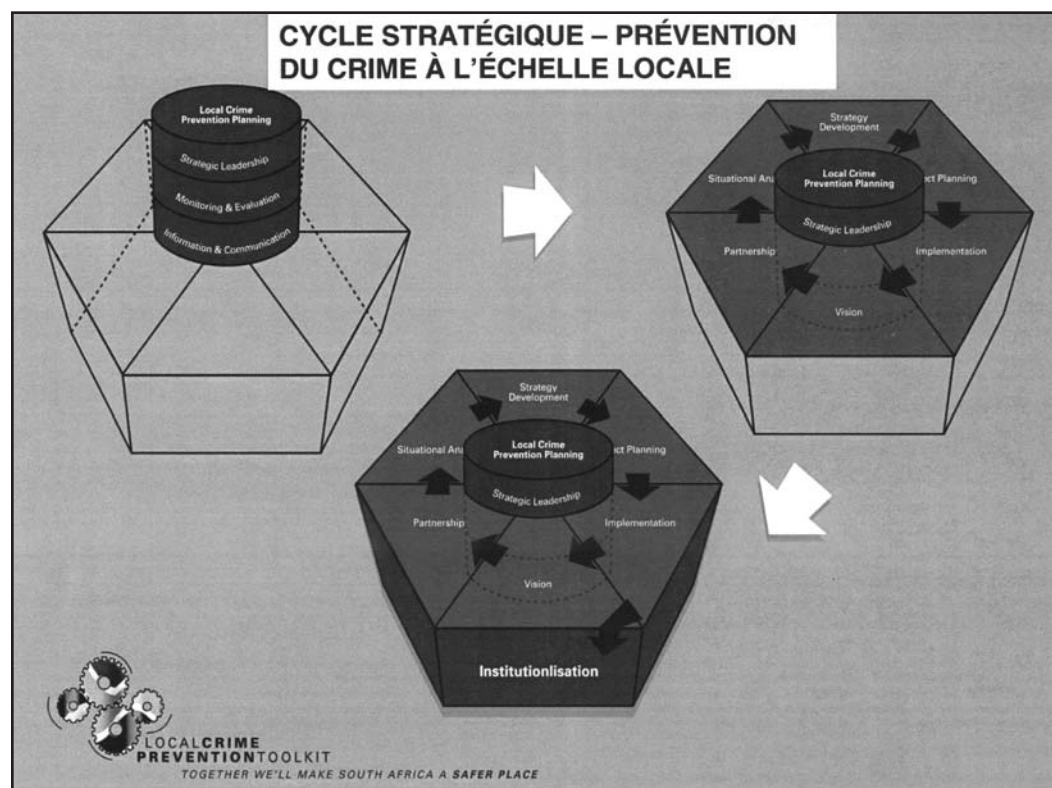 CYCLE STRATÉGIQUE – PRÉVENTION
DU CRIME À L'ÉCHELLE LOCALE
Local Crime
Prevention Planning
Strategic Leadership
Monitoring & Evaluation
Information & Communication
Strategy
Development
Situational Ana
Local Crime
Prevention Planning
ect Planning
Strategic Leadership
Partnership
Implementation
Vision
Strategy
Development
Situational Ana
Local Crime
Prevention Planning
ect Planning
Strategic Leadership
Partnership
Implementation
Vision
Institutionlisation
LOCALCRIME
PREVENTIONTOOLKIT
TOGETHER WE'LL MAKE SOUTH AFRICA A SAFER PLACE